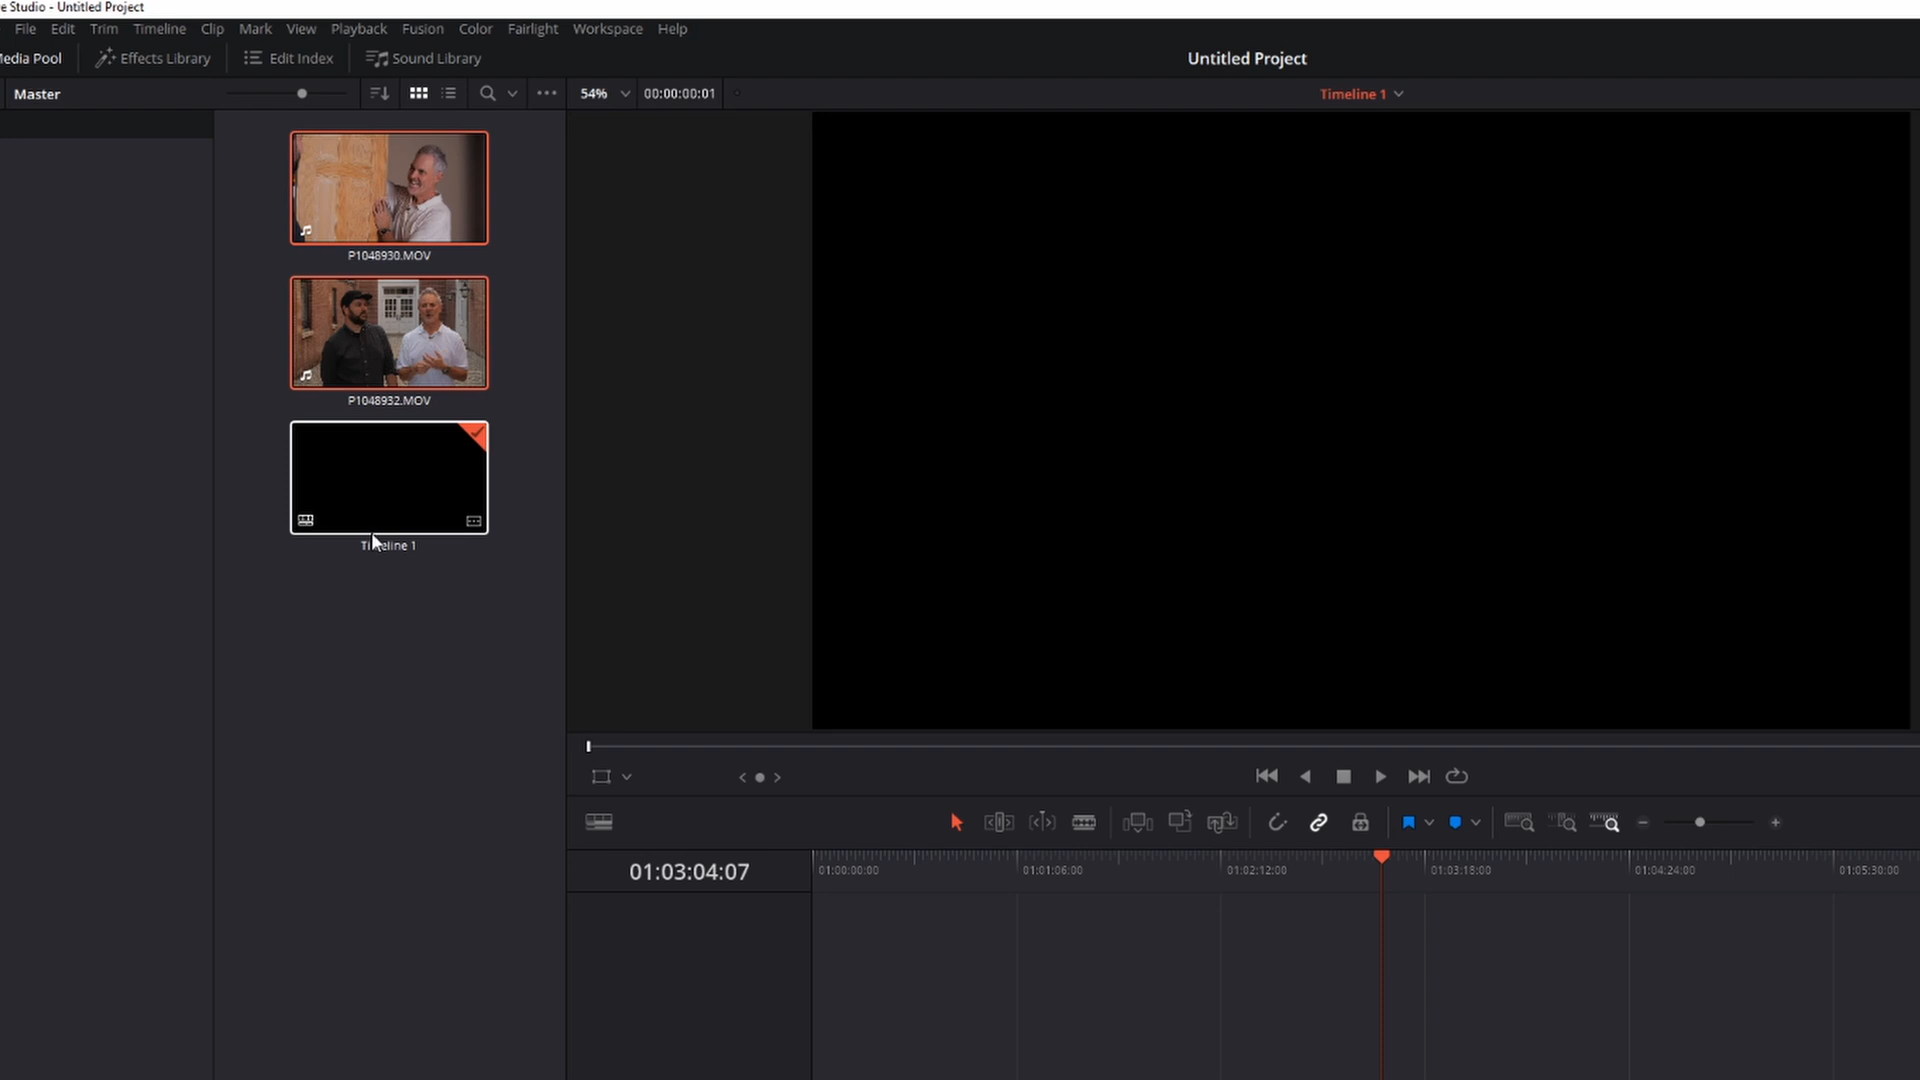 e Studio - Untitled Project
File Edit Trim Timeline Clip Mark View Playback Fusion Color Fairlight Workspace Help
Media Pool Effects Library Edit Index Sound Library Untitled Project
Master 54% 00:00:00:01 Timeline 1
P1048930.MOV
P1048932.MOV
Timeline 1
01:03:04:07 01:00:00:00 01:01:06:00 01:02:12:00 01:03:18:00 01:04:24:00 01:05:30:00